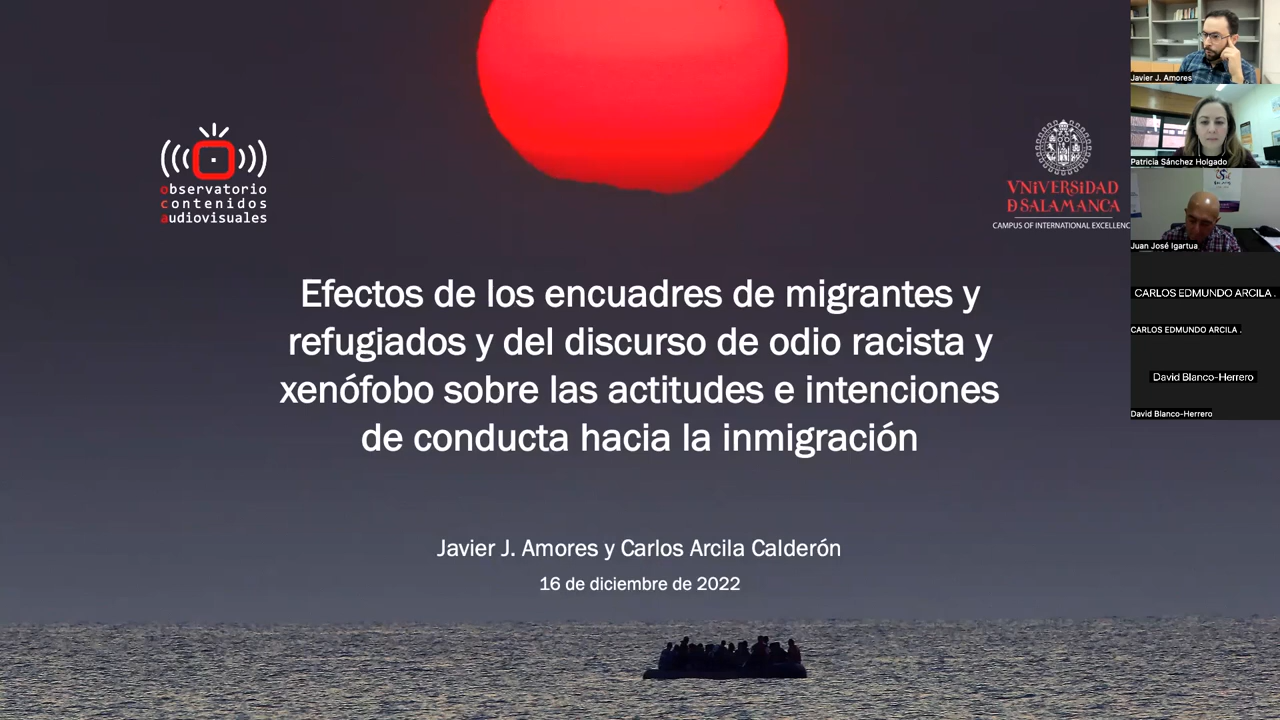 observatorio
contenidos
audiovisuales
VNiVERSiDAD
D SALAMANCA
CAMPUS OF INTERNATIONAL EXCELLENC
Efectos de los encuadres de migrantes y
refugiados y del discurso de odio racista y
xenófobo sobre las actitudes e intenciones
de conducta hacia la inmigración
Javier J. Amores y Carlos Arcila Calderón
16 de diciembre de 2022
Javier J. Amores
Patricia Sánchez Holgado
Juan José Igartua
CARLOS EDMUNDO ARCILA .
CARLOS EDMUNDO ARCILA .
David Blanco-Herrero
David Blanco-Herrero